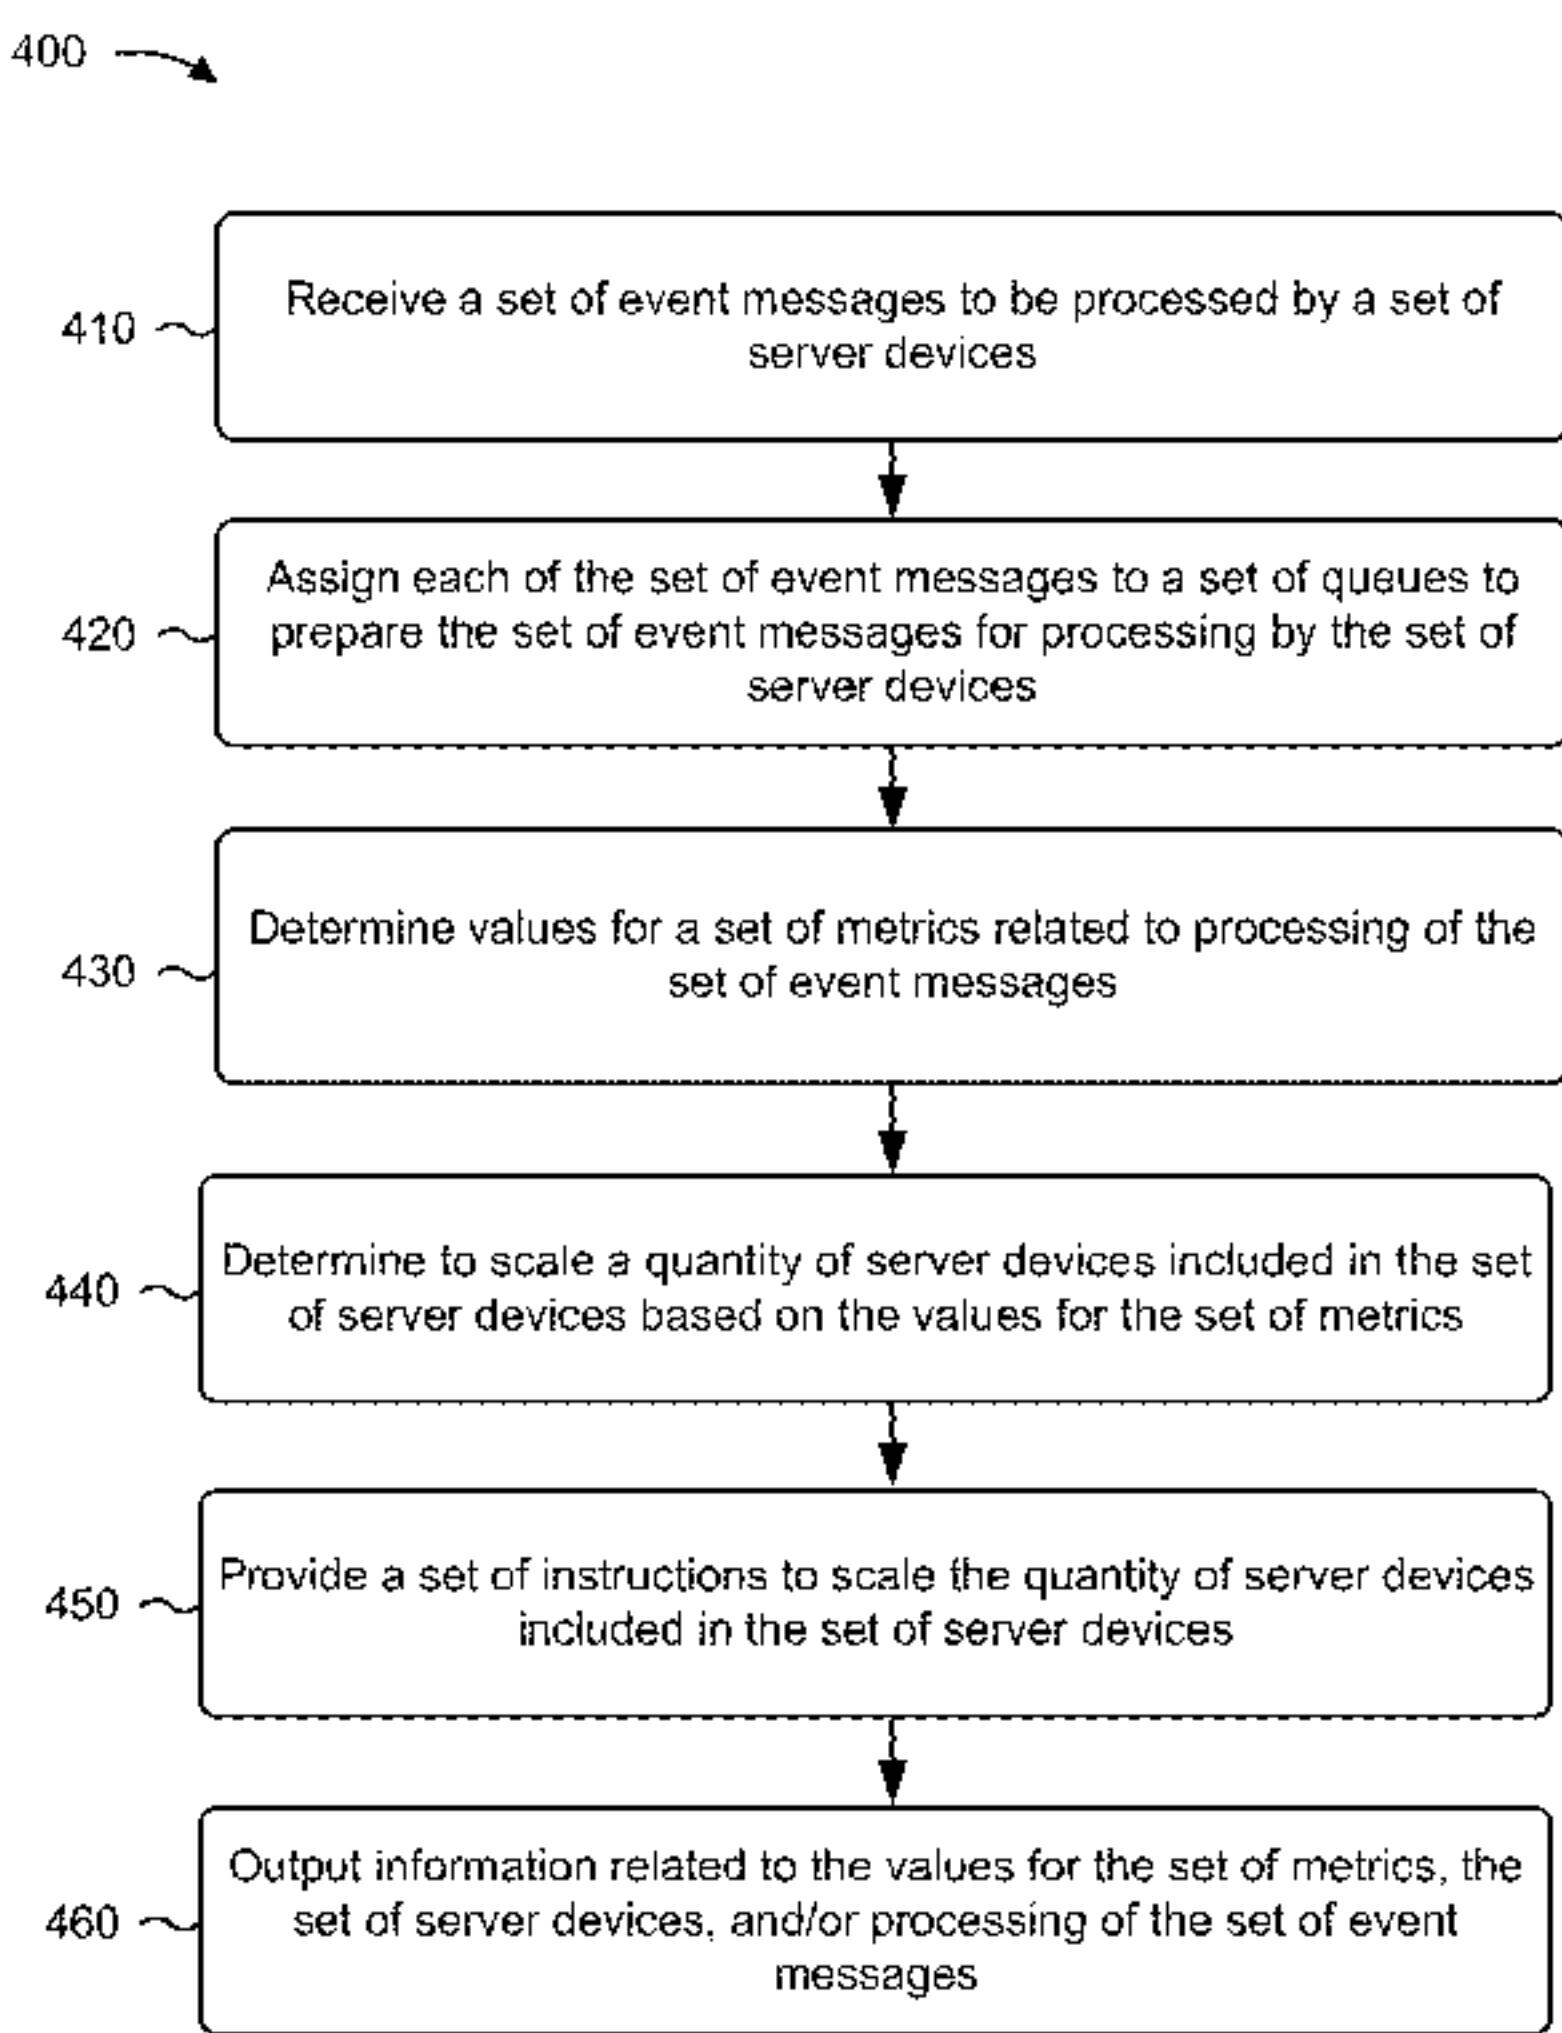 400
410
Receive a set of event messages to be processed by a set of
server devices
420
Assign each of the set of event messages to a set of queues to
prepare the set of event messages for processing by the set of
server devices
430
Determine values for a set of metrics related to processing of the
set of event messages
440
Determine to scale a quantity of server devices included in the set
of server devices based on the values for the set of metrics
450
Provide a set of instructions to scale the quantity of server devices
included in the set of server devices
460
Output information related to the values for the set of metrics, the
set of server devices, and/or processing of the set of event
messages